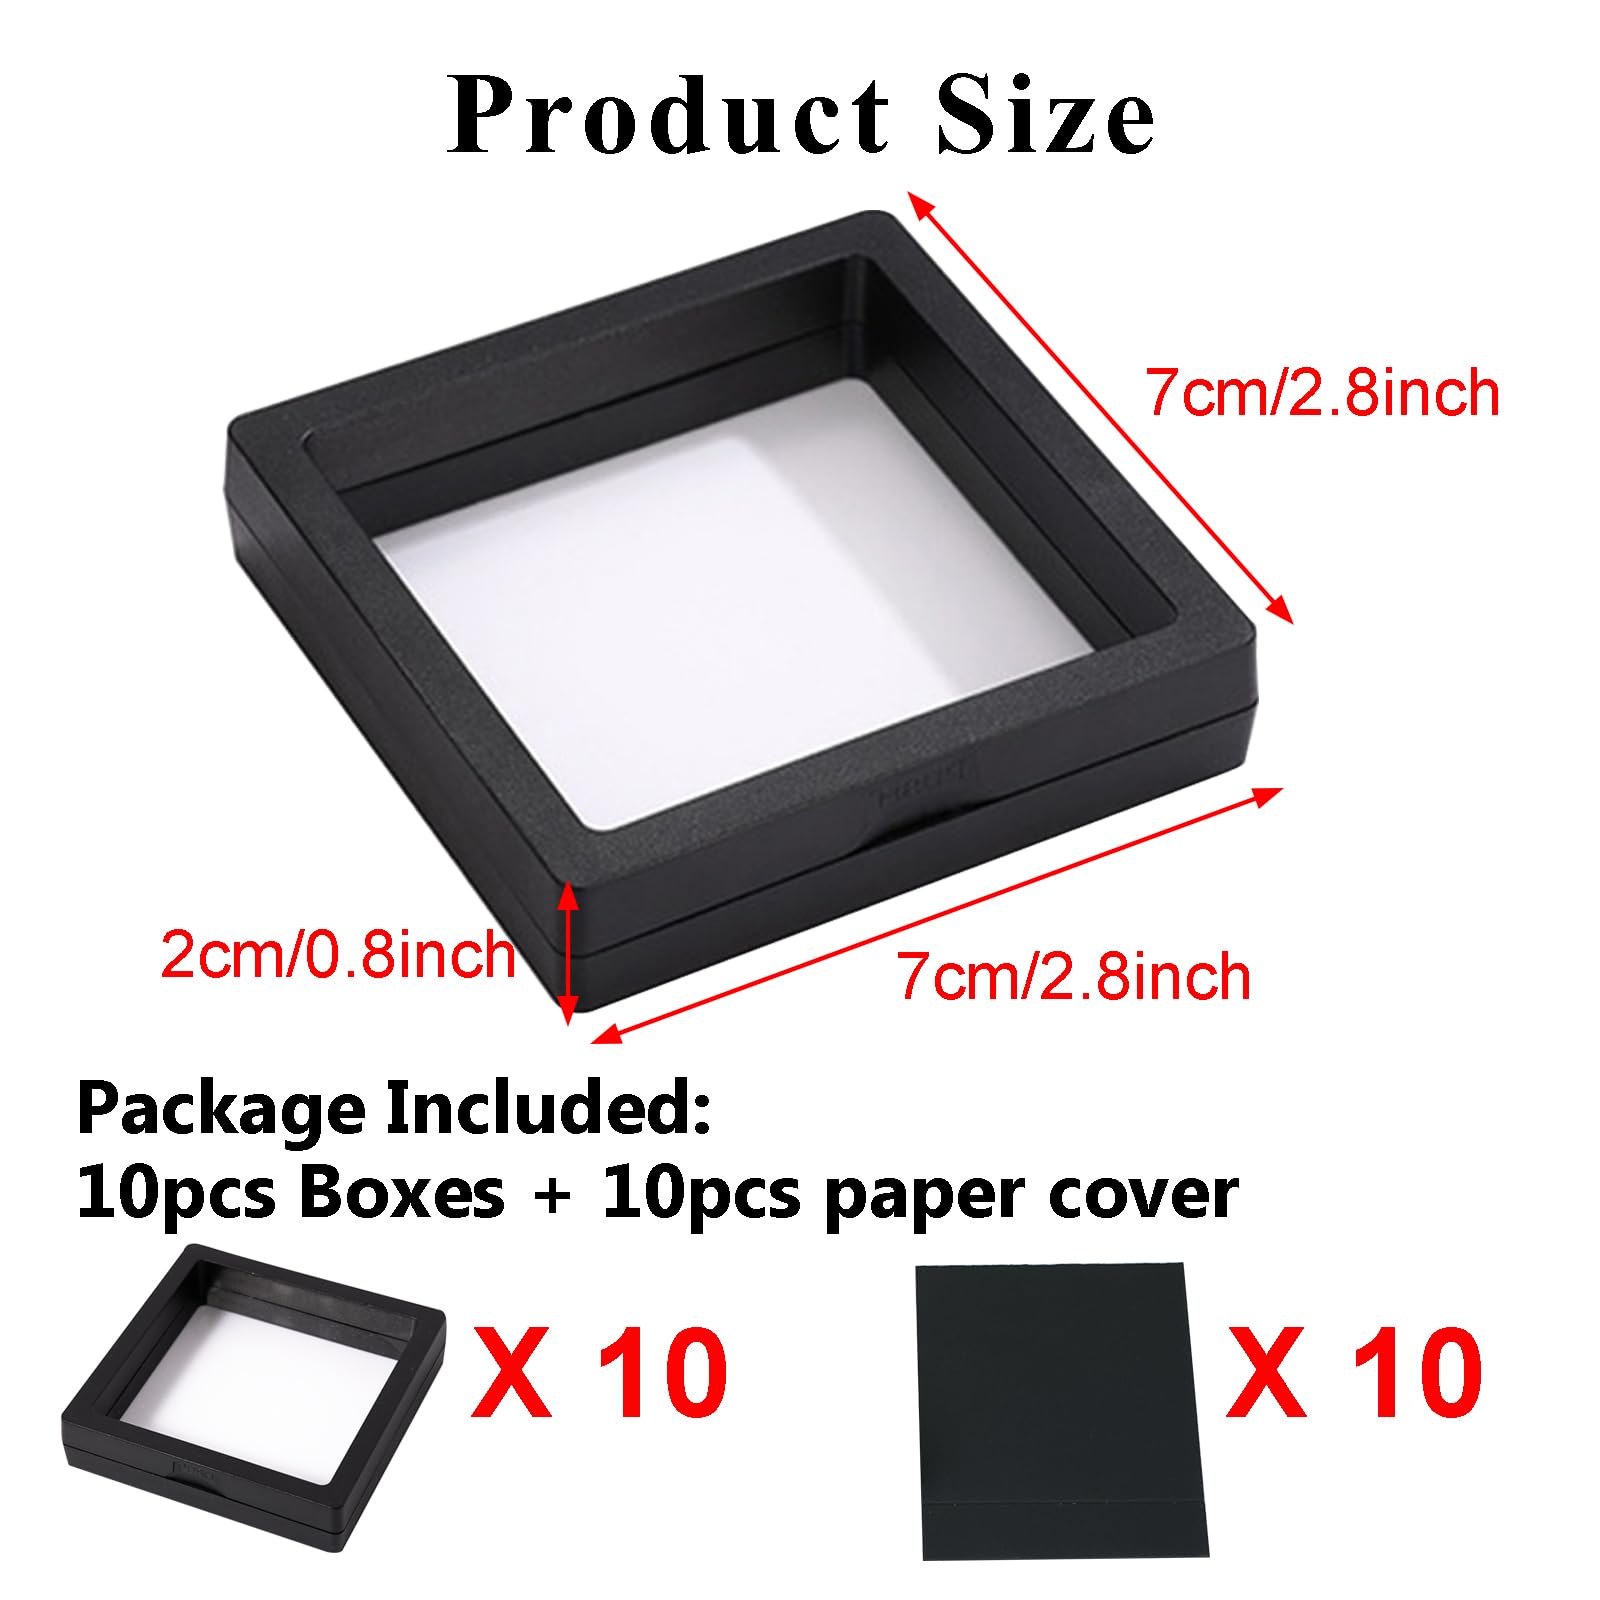 Product Size
7cm/2.8inch
2cm/0.8inch
7cm/2.8inch
Package Included:
10pcs Boxes + 10pcs paper cover
X 10
X 10